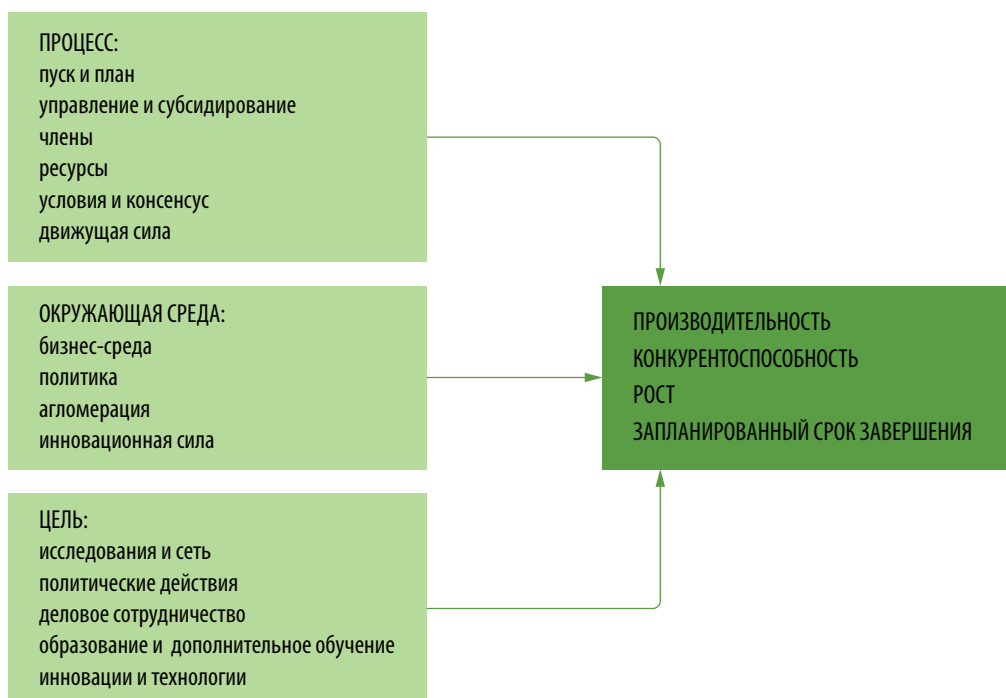 ПРОЦЕСС:
пуск и план
управление и субсидирование
члены
ресурсы
условия и консенсус
движущая сила
ОКРУЖАЮЩАЯ СРЕДА:
бизнес-среда
политика
агломерация
инновационная сила
ЦЕЛЬ:
исследования и сеть
политические действия
деловое сотрудничество
образование и дополнительное обучение
инновации и технологии
ПРОИЗВОДИТЕЛЬНОСТЬ
КОНКУРЕНТОСПОСОБНОСТЬ
РОСТ
ЗАПЛАНИРОВАННЫЙ СРОК ЗАВЕРШЕНИЯ